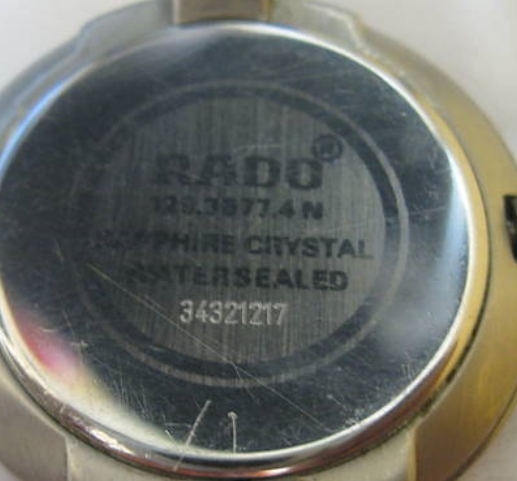 RADO®
129.3977.4 N
SAPPHIRE CRYSTAL
WATERSEALED
34321217